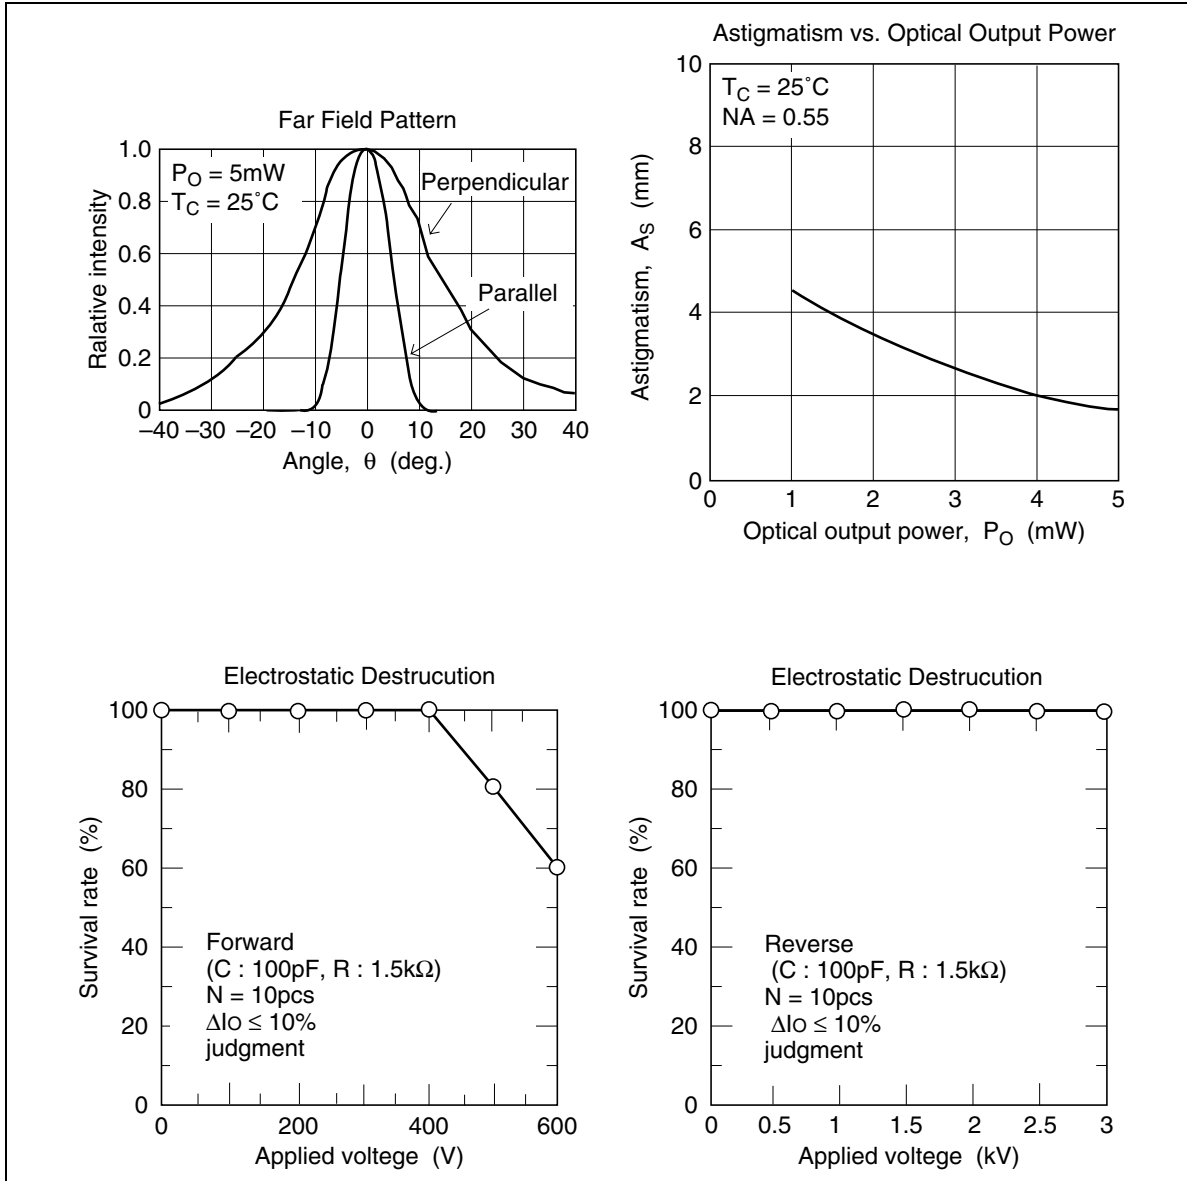 Far Field Pattern
1.0
0.8
0.6
0.4
0.2
0
Ralative intensity
PO = 5mW
TC = 25°C
Perpendicular
Parallel
–40 –30 –20 –10 0 10 20 30 40
Angle, θ (deg.)
Astigmatism vs. Optical Output Power
10
8
6
4
2
0
Astigmatism, AS (mm)
TC = 25°C
NA = 0.55
0 1 2 3 4 5
Optical output power, PO (mW)
Electrostatic Destrucution
100
80
60
40
20
0
Survival rate (%)
Forward
(C : 100pF, R : 1.5kΩ)
N = 10pcs
ΔIO ≤ 10%
judgment
0 200 400 600
Applied voltege (V)
Electrostatic Destrucution
100
80
60
40
20
0
Survival rate (%)
Reverse
(C : 100pF, R : 1.5kΩ)
N = 10pcs
ΔIO ≤ 10%
judgment
0 0.5 1 1.5 2 2.5 3
Applied voltege (kV)